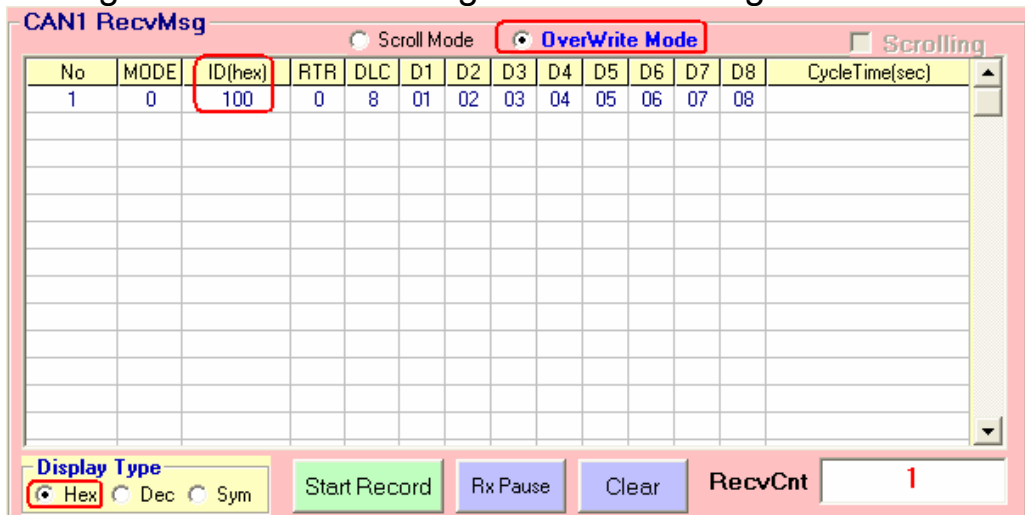 CAN1 RecvMsg
Scroll Mode OverWrite Mode Scrolling
No MODE ID(hex) RTR DLC D1 D2 D3 D4 D5 D6 D7 D8 CycleTime(sec)
1 0 100 0 8 01 02 03 04 05 06 07 08
Display Type
Hex Dec Sym Start Record Rx Pause Clear RecvCnt 1